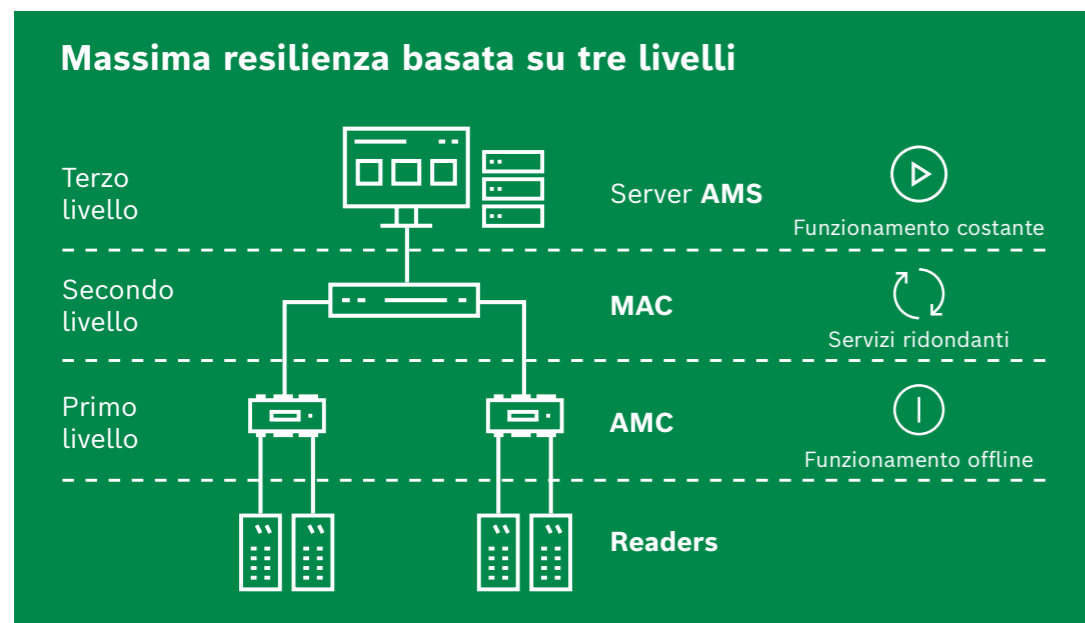 Massima resilienza basata su tre livelli
Terzo
livello
Server AMS
Funzionamento costante
Secondo
livello
MAC
Servizi ridondanti
Primo
livello
AMC
Funzionamento offline
Readers